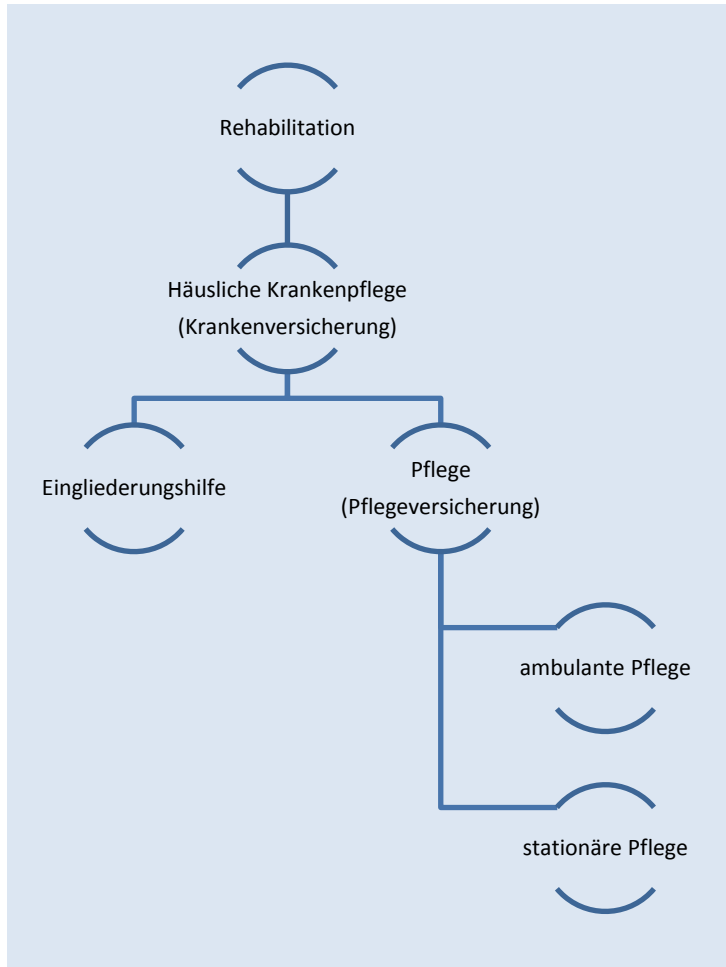 Rehabilitation
Häusliche Krankenpflege
(Krankenversicherung)
Eingliederungshilfe
Pflege
(Pflegeversicherung)
ambulante Pflege
stationäre Pflege